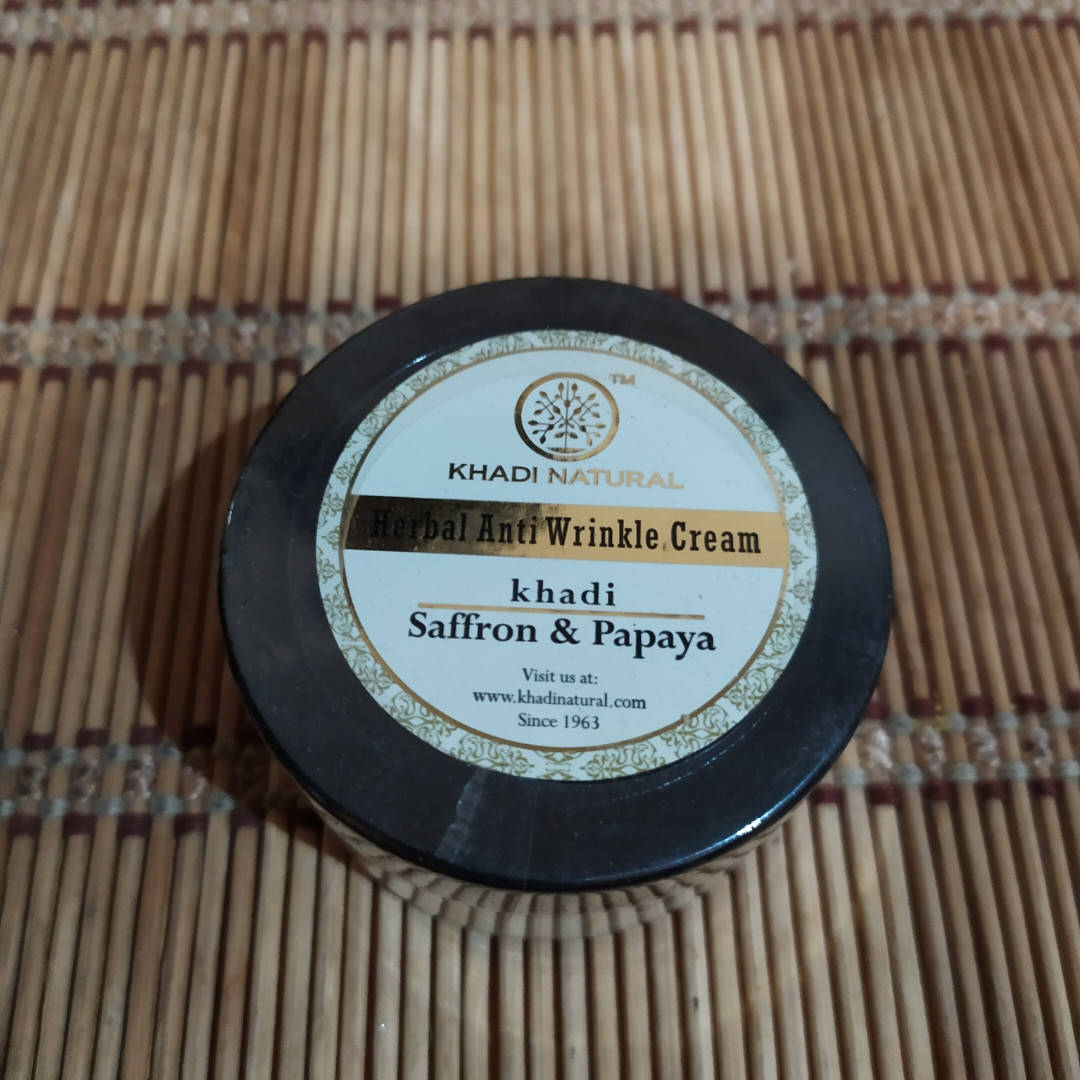 TM
KHADI NATURAL
Herbal Anti Wrinkle Cream
khadi
Saffron & Papaya
Visit us at:
www.khadinatural.com
Since 1963